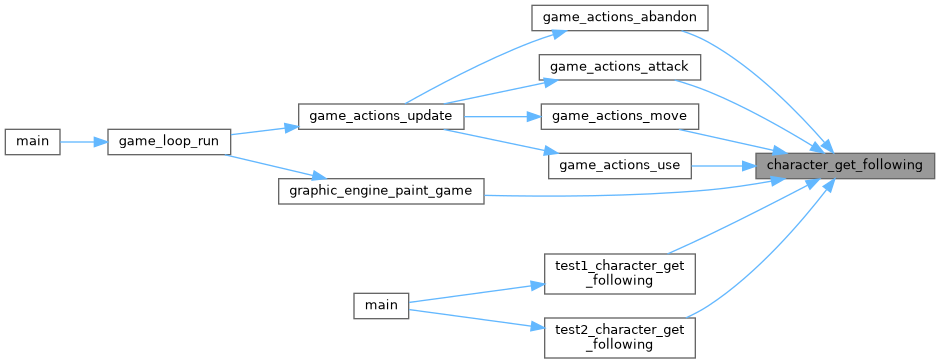 game_actions_abandon
game_actions_attack
game_actions_update
game_actions_move
main
game_loop_run
game_actions_use
character_get_following
graphic_engine_paint_game
test1_character_get
_following
main
test2_character_get
_following